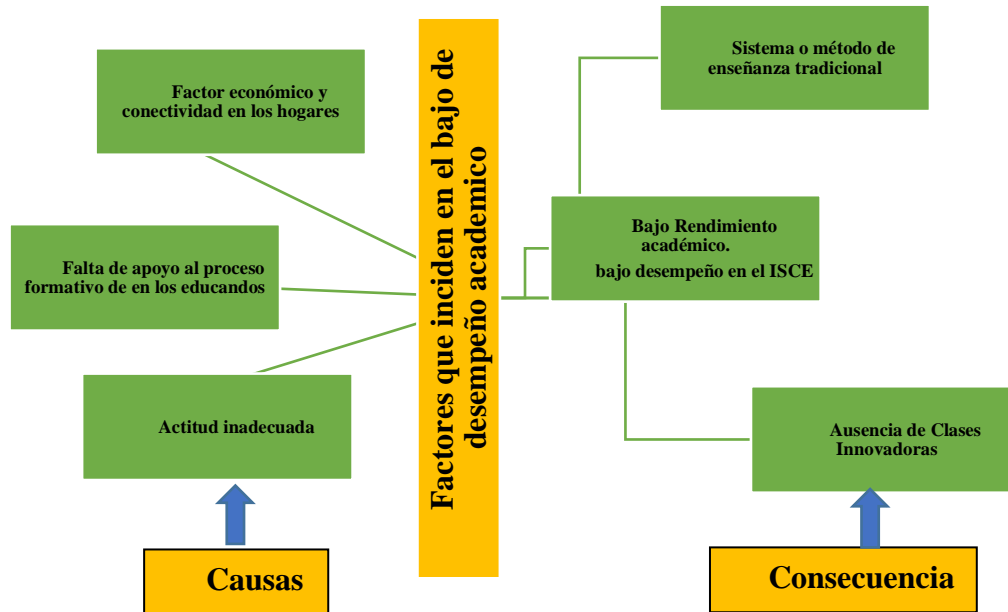 Factor económico y
conectividad en los hogares
Falta de apoyo al proceso
formativo de en los educandos
Actitud inadecuada
Causas
Factores que inciden en el bajo de
desempeño academico
Sistema o método de
enseñanza tradicional
Bajo Rendimiento
académico.
bajo desempeño en el ISCE
Ausencia de Clases
Innovadoras
Consecuencia